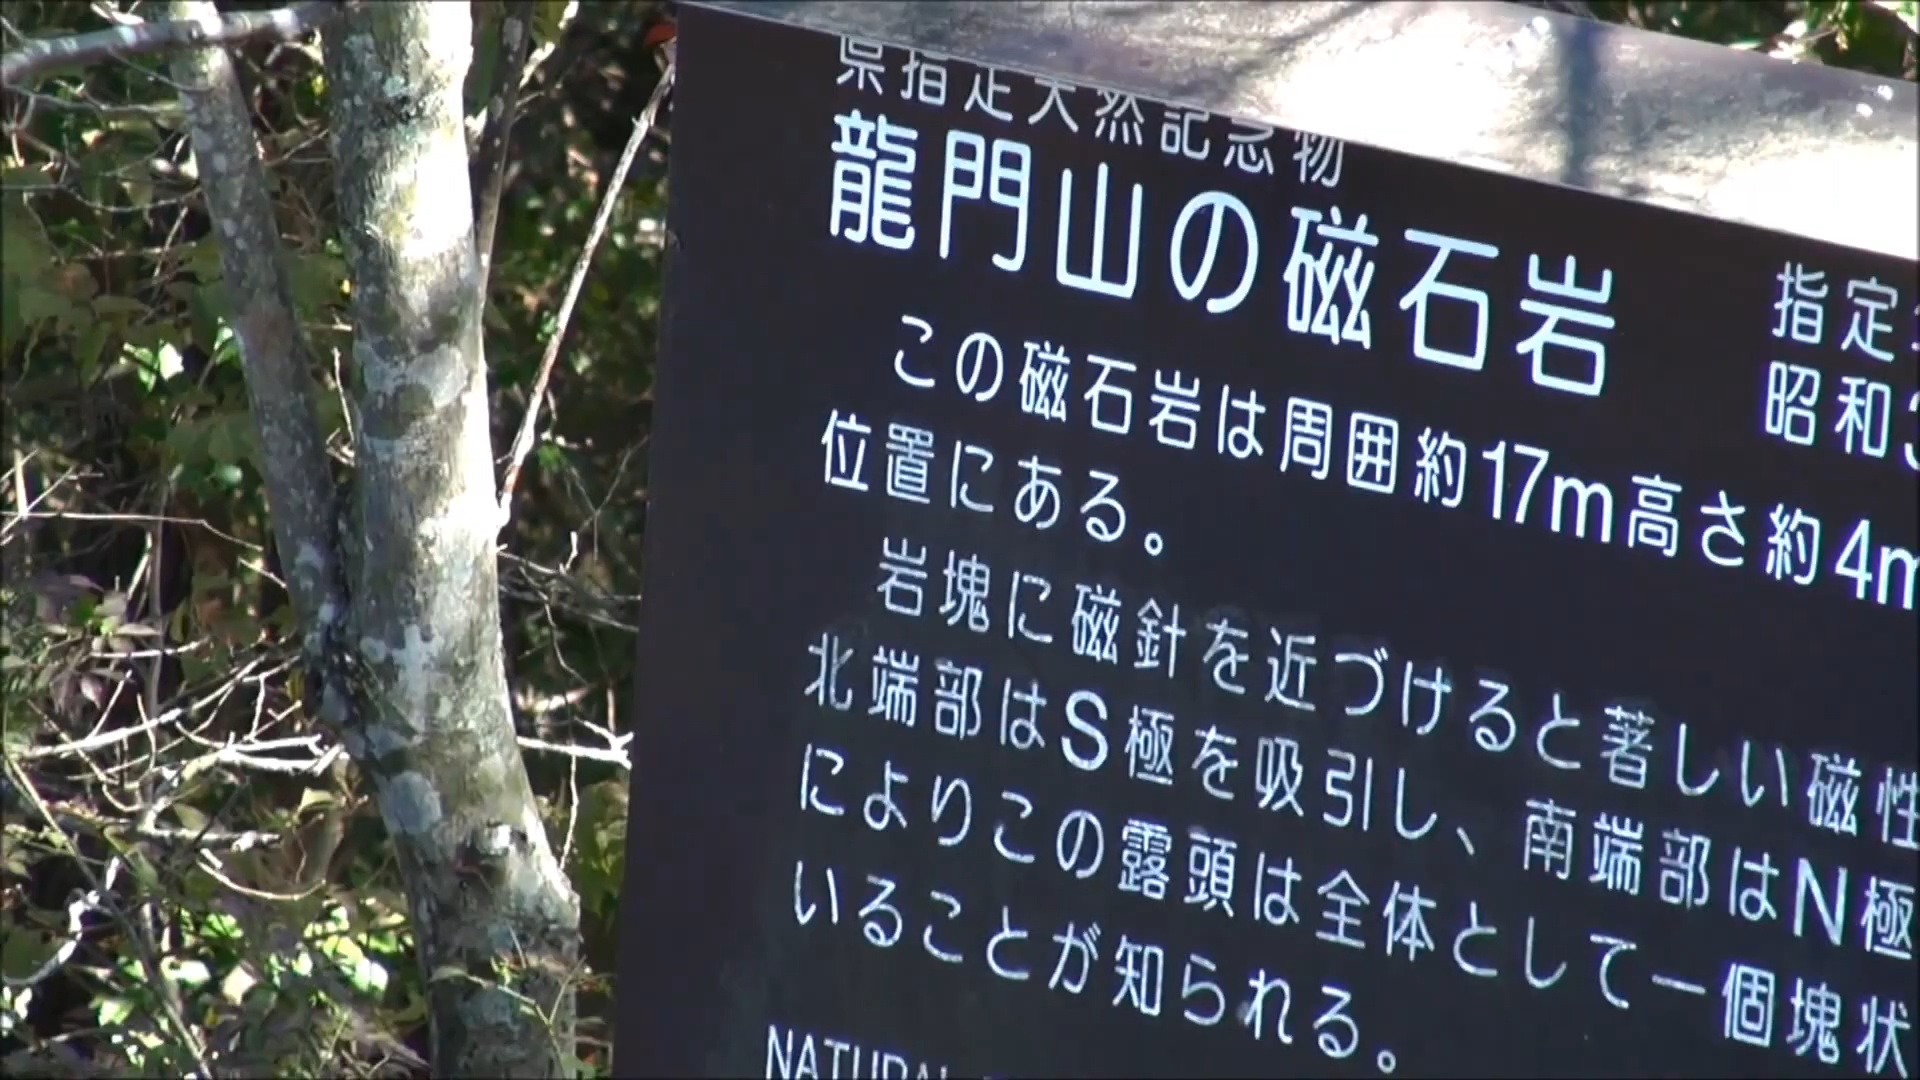 県指定天然記念物
龍門山の磁石岩
指定
昭和
この磁石岩は周囲約17m高さ約4m
位置にある。
岩塊に磁針を近づけると著しい磁性
北端部はS極を吸引し、南端部はN極
によりこの露頭は全体として一個塊状
いることが知られる。
NATURAL